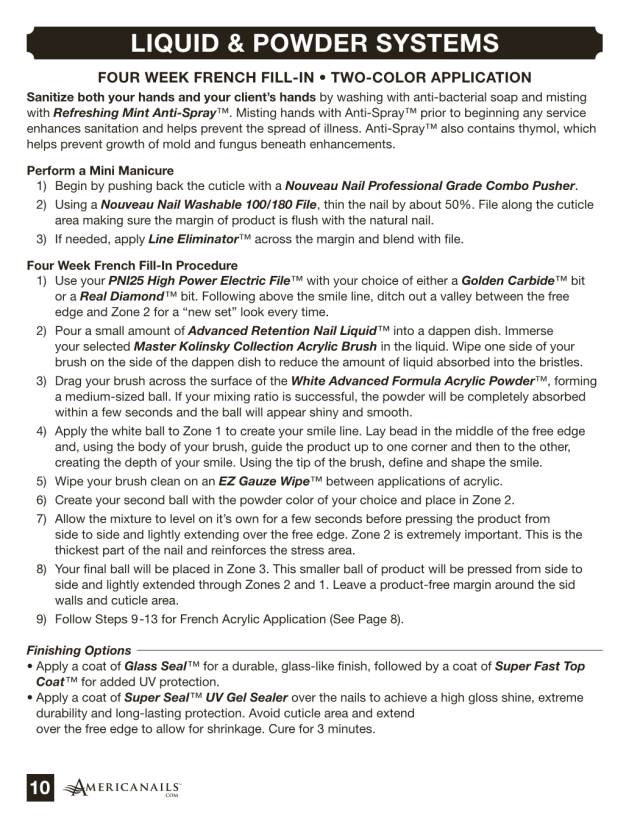 LIQUID & POWDER SYSTEMS
FOUR WEEK FRENCH FILL-IN • TWO-COLOR APPLICATION
Sanitize both your hands and your client's hands by washing with anti-bacterial soap and misting
with Refreshing Mint Anti-Spray™. Misting hands with Anti-Spray™ prior to beginning any service
enhances sanitation and helps prevent the spread of illness. Anti-Spray™ also contains thymol, which
helps prevent growth of mold and fungus beneath enhancements.
Perform a Mini Manicure
1) Begin by pushing back the cuticle with a Nouveau Nail Professional Grade Combo Pusher.
2) Using a Nouveau Nail Washable 100/180 File, thin the nail by about 50%. File along the cuticle
area making sure the margin of product is flush with the natural nail.
3) If needed, apply Line Eliminator™ across the margin and blend with file.
Four Week French Fill-In Procedure
1) Use your PNI25 High Power Electric File™ with your choice of either a Golden Carbide™ bit
or a Real Diamond™ bit. Following above the smile line, ditch out a valley between the free
edge and Zone 2 for a “new set” look every time.
2) Pour a small amount of Advanced Retention Nail Liquid™ into a dappen dish. Immerse
your selected Master Kolinsky Collection Acrylic Brush in the liquid. Wipe one side of your
brush on the side of the dappen dish to reduce the amount of liquid absorbed into the bristles.
3) Drag your brush across the surface of the White Advanced Formula Acrylic Powder™, forming
a medium-sized ball. If your mixing ratio is successful, the powder will be completely absorbed
within a few seconds and the ball will appear shiny and smooth.
4) Apply the white ball to Zone 1 to create your smile line. Lay bead in the middle of the free edge
and, using the body of your brush, guide the product up to one corner and then to the other,
creating the depth of your smile. Using the tip of the brush, define and shape the smile.
5) Wipe your brush clean on an EZ Gauze Wipe™ between applications of acrylic.
6) Create your second ball with the powder color of your choice and place in Zone 2.
7) Allow the mixture to level on it's own for a few seconds before pressing the product from
side to side and lightly extending over the free edge. Zone 2 is extremely important. This is the
thickest part of the nail and reinforces the stress area.
8) Your final ball will be placed in Zone 3. This smaller ball of product will be pressed from side to
side and lightly extended through Zones 2 and 1. Leave a product-free margin around the sid
walls and cuticle area.
9) Follow Steps 9-13 for French Acrylic Application (See Page 8).
Finishing Options
• Apply a coat of Glass Seal™ for a durable, glass-like finish, followed by a coat of Super Fast Top
Coat™ for added UV protection.
• Apply a coat of Super Seal™ UV Gel Sealer over the nails to achieve a high gloss shine, extreme
durability and long-lasting protection. Avoid cuticle area and extend
over the free edge to allow for shrinkage. Cure for 3 minutes.
10 AMERICANAILS™
.COM